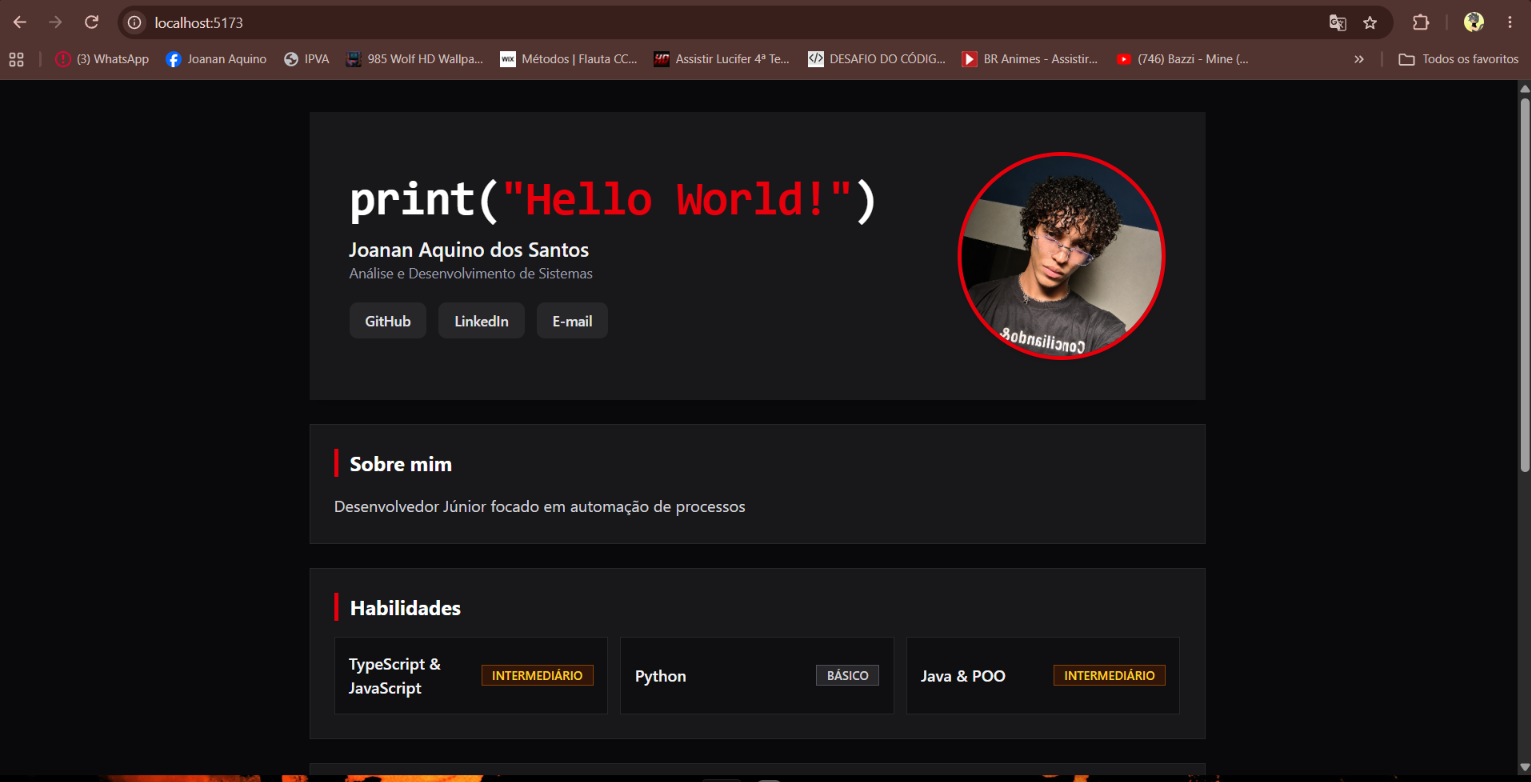 localhost:5173
(3) WhatsApp
Joanan Aquino
IPVA
985 Wolf HD Wallpa...
WIX
Métodos | Flauta CC...
Assistir Lucifer 4ª Te...
DESAFIO DO CÓDIG...
BR Animes - Assistir...
(746) Bazzi - Mine (...
Todos os favoritos
print("Hello World!")
Joanan Aquino dos Santos
Análise e Desenvolvimento de Sistemas
GitHub
LinkedIn
E-mail
Conciliando&
Sobre mim
Desenvolvedor Júnior focado em automação de processos
Habilidades
TypeScript &
JavaScript
INTERMEDIÁRIO
Python
BÁSICO
Java & POO
INTERMEDIÁRIO